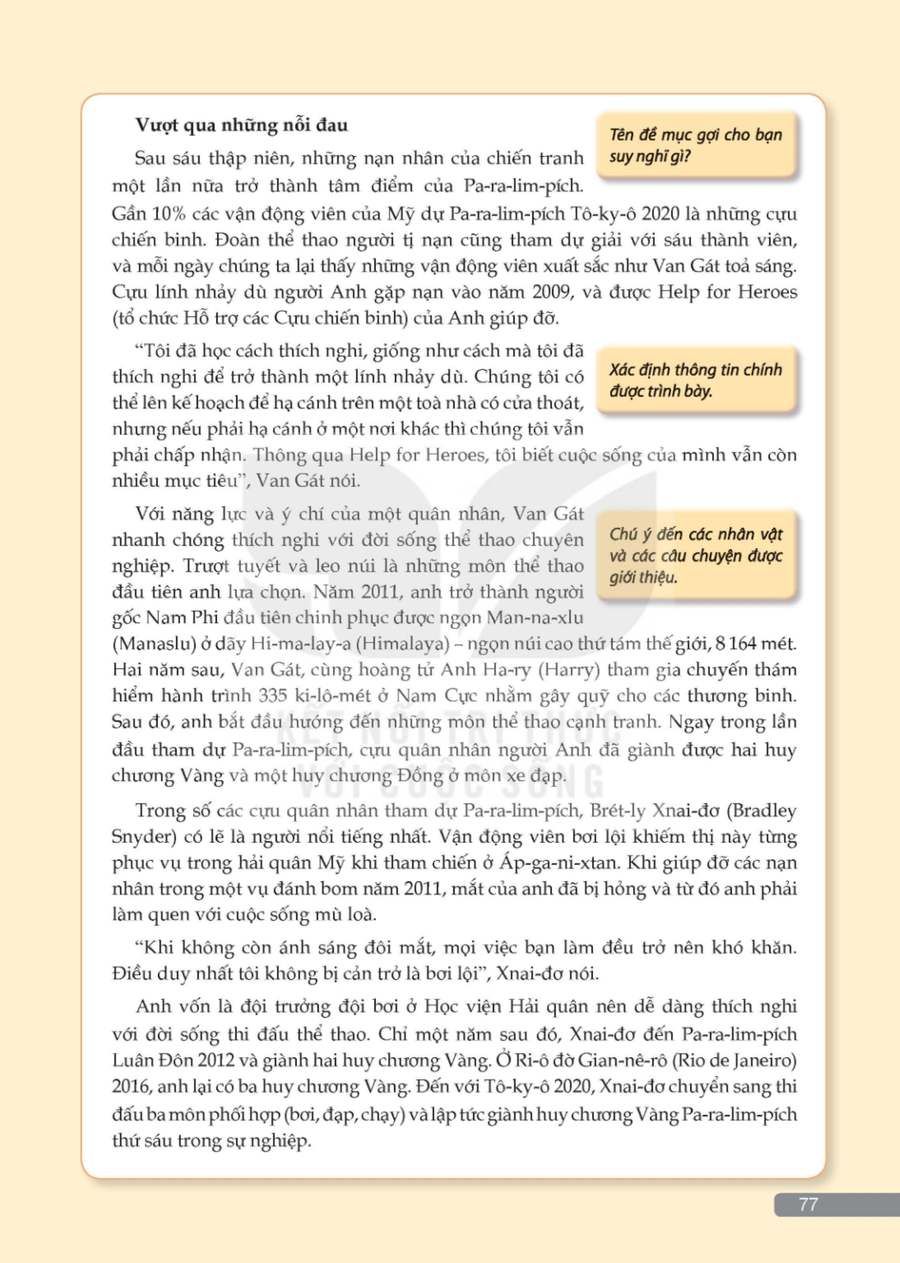 Vượt qua những nỗi đau
Tên đề mục gợi cho bạn
suy nghĩ gì?
Sau sáu thập niên, những nạn nhân của chiến tranh
một lần nữa trở thành tâm điểm của Pa-ra-lim-pích.
Gần 10% các vận động viên của Mỹ dự Pa-ra-lim-pích Tô-ky-ô 2020 là những cựu
chiến binh. Đoàn thể thao người tị nạn cũng tham dự giải với sáu thành viên,
và mỗi ngày chúng ta lại thấy những vận động viên xuất sắc như Van Gát toả sáng.
Cựu lính nhảy dù người Anh gặp nạn vào năm 2009, và được Help for Heroes
(tổ chức Hỗ trợ các Cựu chiến binh) của Anh giúp đỡ.
“Tôi đã học cách thích nghi, giống như cách mà tôi đã
thích nghi để trở thành một lính nhảy dù. Chúng tôi có
thể lên kế hoạch để hạ cánh trên một toà nhà có cửa thoát,
nhưng nếu phải hạ cánh ở một nơi khác thì chúng tôi vẫn
phải chấp nhận. Thông qua Help for Heroes, tôi biết cuộc sống của mình vẫn còn
nhiều mục tiêu”, Van Gát nói.
Xác định thông tin chính
được trình bày.
Với năng lực và ý chí của một quân nhân, Van Gát
nhanh chóng thích nghi với đời sống thể thao chuyên
nghiệp. Trượt tuyết và leo núi là những môn thể thao
đầu tiên anh lựa chọn. Năm 2011, anh trở thành người
gốc Nam Phi đầu tiên chinh phục được ngọn Man-na-xlu
(Manaslu) ở dãy Hi-ma-lay-a (Himalaya) – ngọn núi cao thứ tám thế giới, 8 164 mét.
Hai năm sau, Van Gát, cùng hoàng tử Anh Ha-ry (Harry) tham gia chuyến thám
hiểm hành trình 335 ki-lô-mét ở Nam Cực nhằm gây quỹ cho các thương binh.
Sau đó, anh bắt đầu hướng đến những môn thể thao cạnh tranh. Ngay trong lần
đầu tham dự Pa-ra-lim-pích, cựu quân nhân người Anh đã giành được hai huy
chương Vàng và một huy chương Đồng ở môn xe đạp.
Chú ý đến các nhân vật
và các câu chuyện được
giới thiệu.
Trong số các cựu quân nhân tham dự Pa-ra-lim-pích, Brét-ly Xnai-đơ (Bradley
Snyder) có lẽ là người nổi tiếng nhất. Vận động viên bơi lội khiếm thị này từng
phục vụ trong hải quân Mỹ khi tham chiến ở Áp-ga-ni-xtan. Khi giúp đỡ các nạn
nhân trong một vụ đánh bom năm 2011, mắt của anh đã bị hỏng và từ đó anh phải
làm quen với cuộc sống mù loà.
“Khi không còn ánh sáng đôi mắt, mọi việc bạn làm đều trở nên khó khăn.
Điều duy nhất tôi không bị cản trở là bơi lội”, Xnai-đơ nói.
Anh vốn là đội trưởng đội bơi ở Học viện Hải quân nên dễ dàng thích nghi
với đời sống thi đấu thể thao. Chỉ một năm sau đó, Xnai-đơ đến Pa-ra-lim-pích
Luân Đôn 2012 và giành hai huy chương Vàng. Ở Ri-ô đờ Gian-nê-rô (Rio de Janeiro)
2016, anh lại có ba huy chương Vàng. Đến với Tô-ky-ô 2020, Xnai-đơ chuyển sang thi
đấu ba môn phối hợp (bơi, đạp, chạy) và lập tức giành huy chương Vàng Pa-ra-lim-pích
thứ sáu trong sự nghiệp.
KẾT NỐI TRI THỨC
VỚI CUỘC SỐNG
77